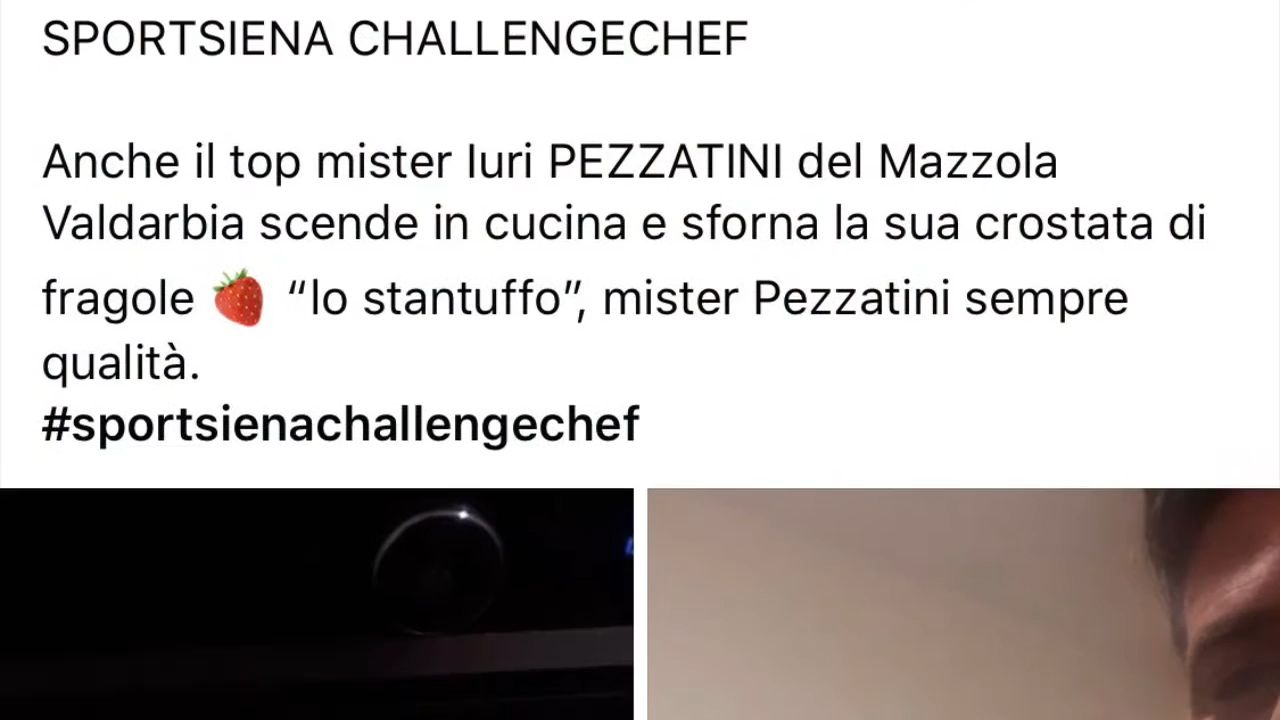 SPORTSIENA CHALLENGECHEF
Anche il top mister Iuri PEZZATINI del Mazzola
Valdarbia scende in cucina e sforna la sua crostata di
fragole 🍓 “lo stantuffo”, mister Pezzatini sempre
qualità.
#sportsienachallengechef